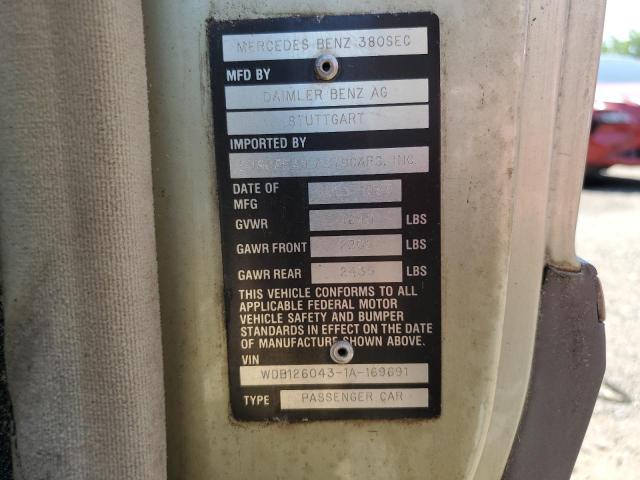 MERCEDES BENZ 380SEC
MFD BY
DAIMLER BENZ AG
STUTTGART
IMPORTED BY
INC.
DATE OF
MFG
GVWR LBS
GAWR FRONT LBS
GAWR REAR 2435 LBS
THIS VEHICLE CONFORMS TO ALL
APPLICABLE FEDERAL MOTOR
VEHICLE SAFETY AND BUMPER
STANDARDS IN EFFECT ON THE DATE
OF MANUFACTURE SHOWN ABOVE.
VIN
WDB126043-1A-169691
TYPE PASSENGER CAR